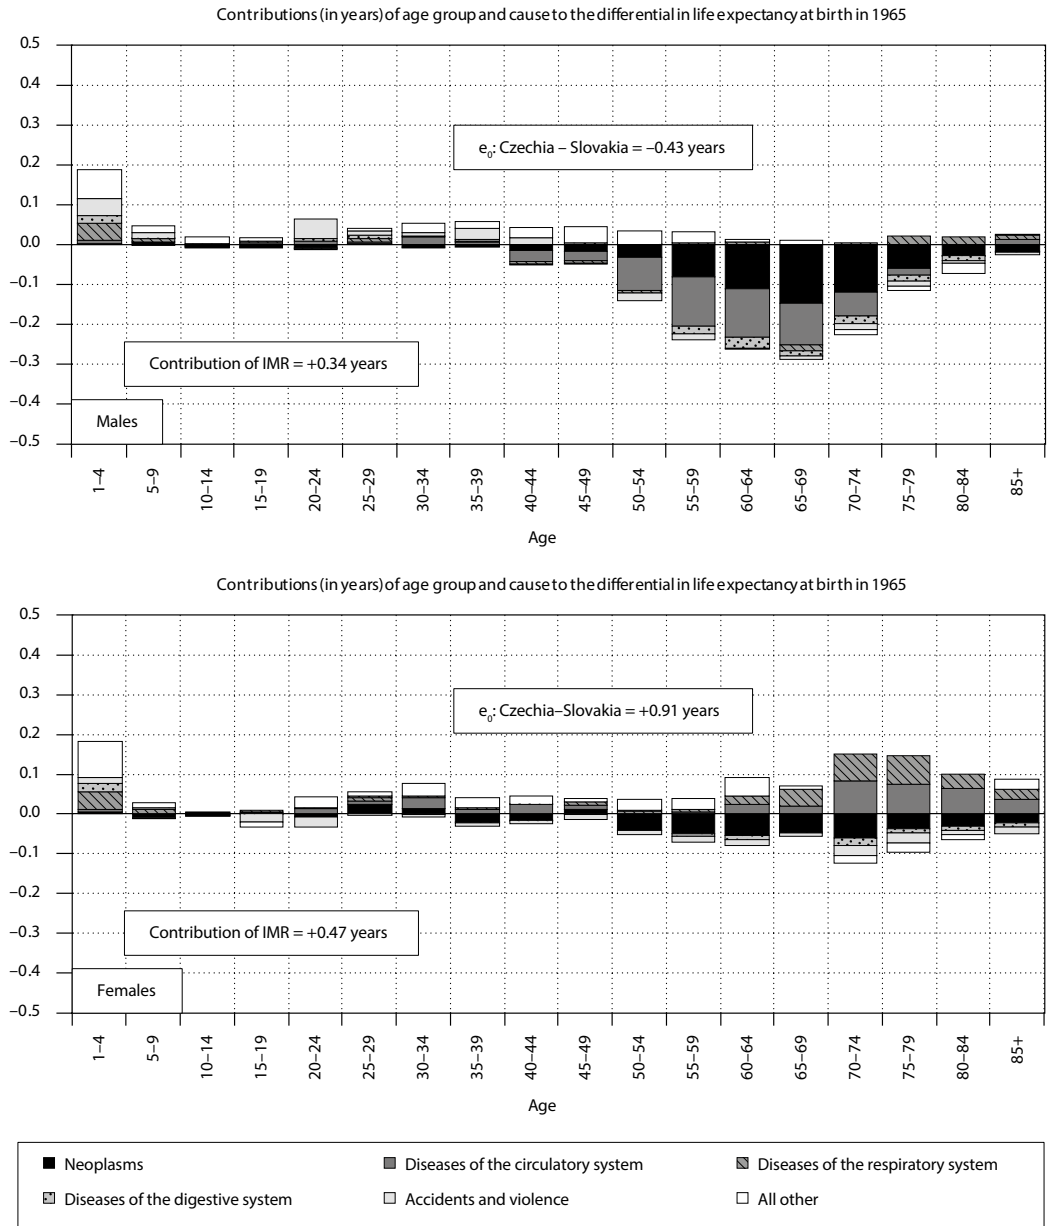 Contributions (in years) of age group and cause to the differential in life expectancy at birth in 1965
0.5
0.4
0.3
e0: Czechia – Slovakia = –0.43 years
0.2
0.1
0.0
–0.1
–0.2
Contribution of IMR = +0.34 years
–0.3
–0.4
Males
–0.5
1–4 5–9 10–14 15–19 20–24 25–29 30–34 35–39 40–44 45–49 50–54 55–59 60–64 65–69 70–74 75–79 80–84 85+
Age
Contributions (in years) of age group and cause to the differential in life expectancy at birth in 1965
0.5
0.4
0.3
e0: Czechia–Slovakia = +0.91 years
0.2
0.1
0.0
–0.1
–0.2
Contribution of IMR = +0.47 years
–0.3
–0.4
Females
–0.5
1–4 5–9 10–14 15–19 20–24 25–29 30–34 35–39 40–44 45–49 50–54 55–59 60–64 65–69 70–74 75–79 80–84 85+
Age
Neoplasms Diseases of the circulatory system Diseases of the respiratory system
Diseases of the digestive system Accidents and violence All other